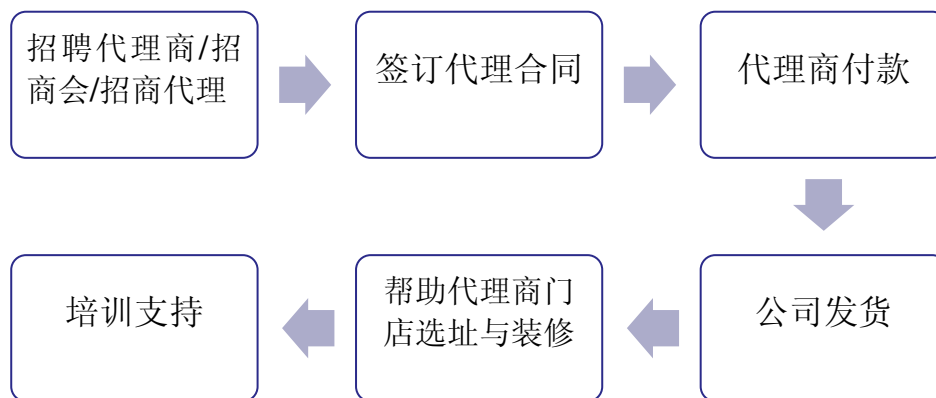 招聘代理商/招
商会/招商代理
签订代理合同
代理商付款
公司发货
帮助代理商门
店选址与装修
培训支持